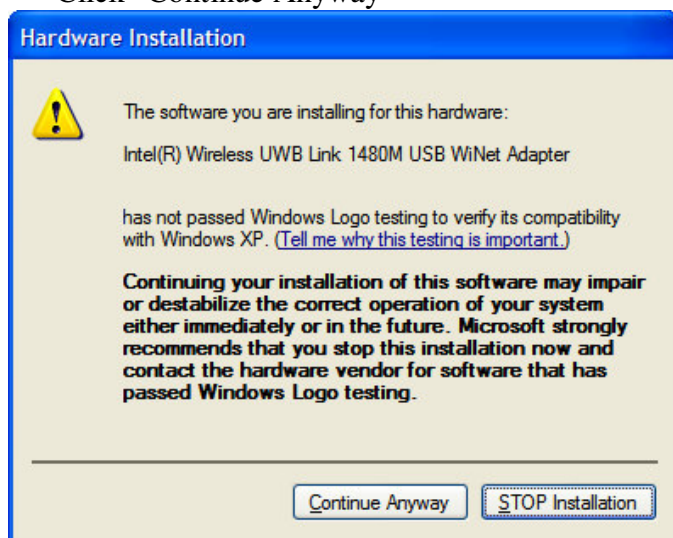 Click "Continue Anyway"
Hardware Installation
The software you are installing for this hardware:
Intel(R) Wireless UWB Link 1480M USB WiNet Adapter
has not passed Windows Logo testing to verify its compatibility
with Windows XP. (Tell me why this testing is important.)
Continuing your installation of this software may impair
or destabilize the correct operation of your system
either immediately or in the future. Microsoft strongly
recommends that you stop this installation now and
contact the hardware vendor for software that has
passed Windows Logo testing.
Continue Anyway
STOP Installation